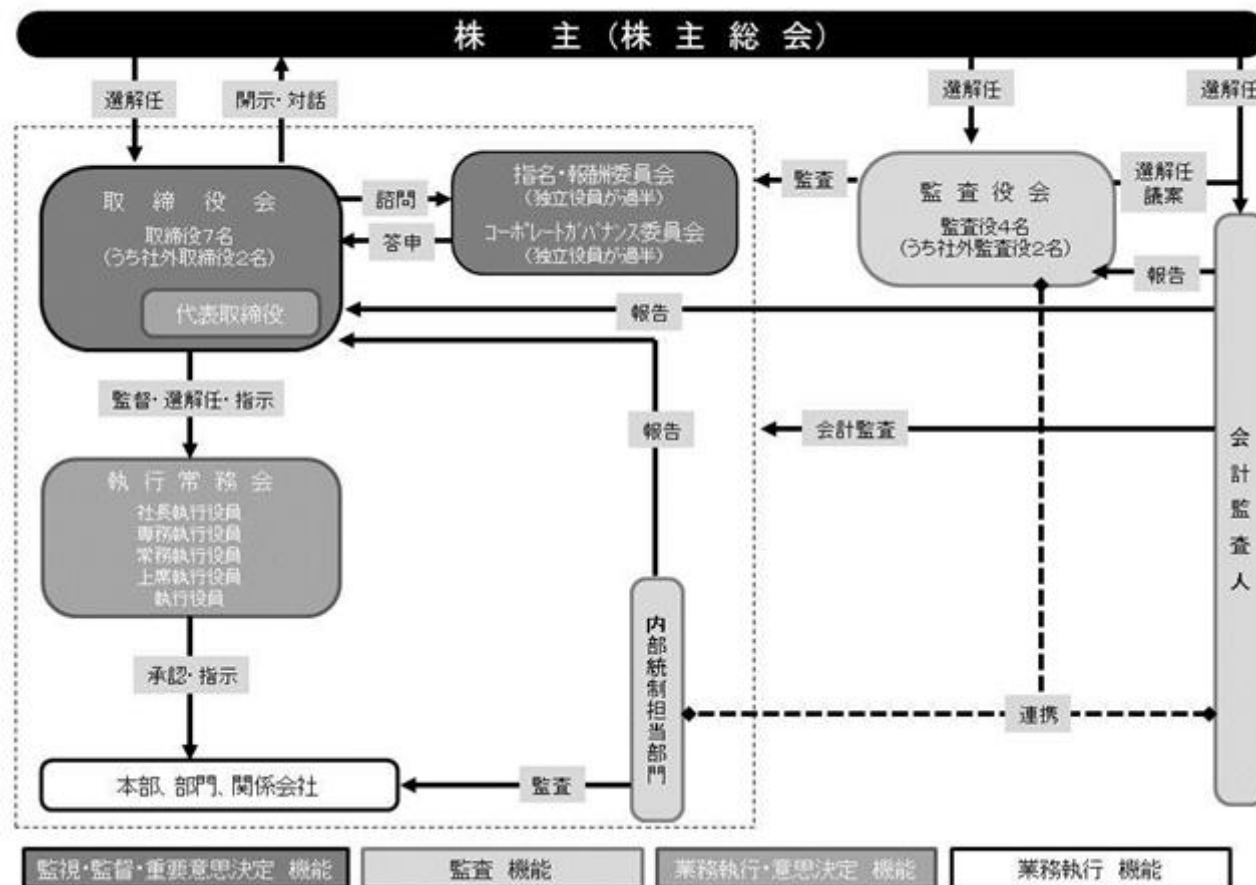 株 主 (株 主 総 会)
選解任
開示・対話
選解任
選解任
取 締 役 会
取締役7名
(うち社外取締役2名)
代表取締役
諮問
答申
指名・報酬委員会
(独立役員が過半)
コーポレートガバナンス委員会
(独立役員が過半)
監査
監 査 役 会
監査役4名
(うち社外監査役2名)
選解任
議案
報告
報告
監督・選解任・指示
報告
会計監査
会計監査人
執 行 常 務 会
社長執行役員
専務執行役員
常務執行役員
上席執行役員
執行役員
承認・指示
内部統制担当部門
連携
本部、部門、関係会社
監査
監視・監督・重要意思決定 機能
監査 機能
業務執行・意思決定 機能
業務執行 機能